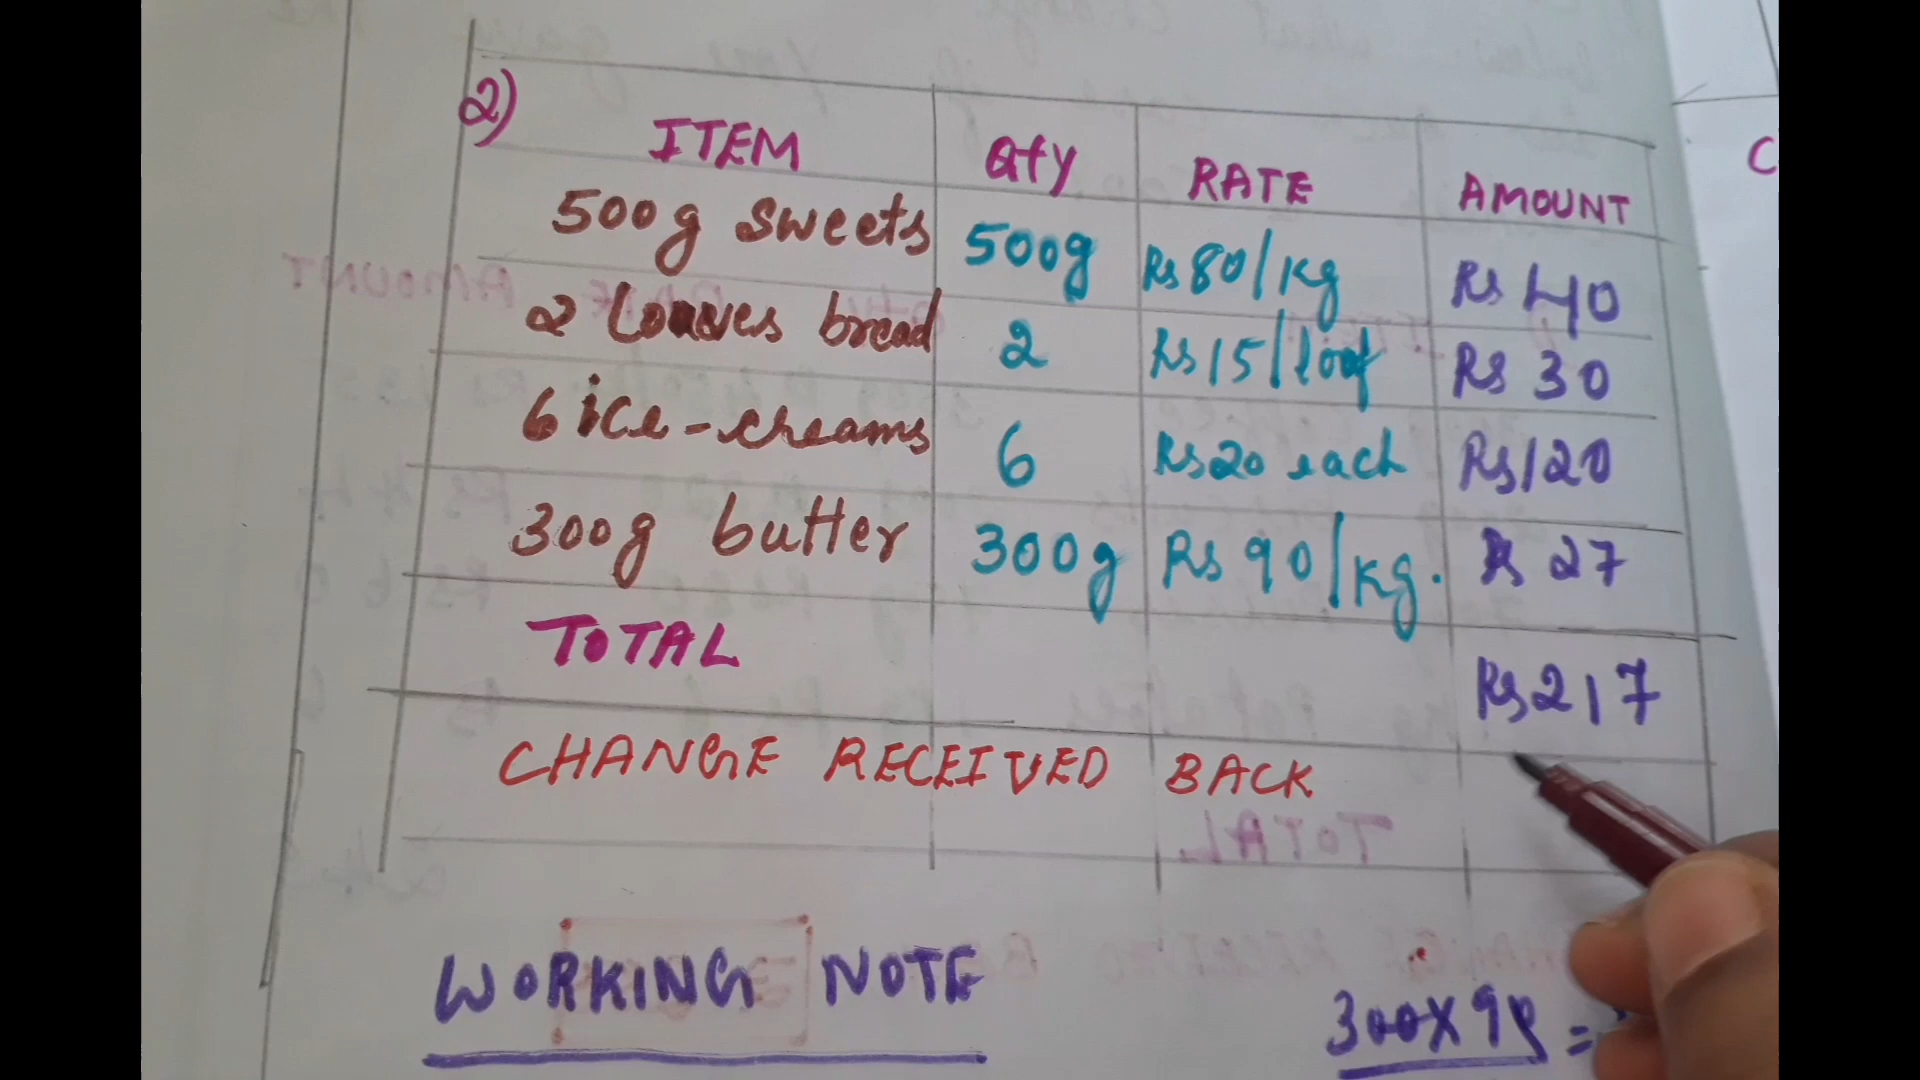 2)
ITEM Qty RATE AMOUNT
500g sweets 500g Rs 80/kg Rs 40
2 Loaves bread 2 Rs 15/loaf Rs 30
6 ice-creams 6 Rs 20 each Rs 120
300g butter 300g Rs 90/kg. Rs 27
TOTAL Rs 217
CHANGE RECEIVED BACK
WORKING NOTE
300 x 90 =
C